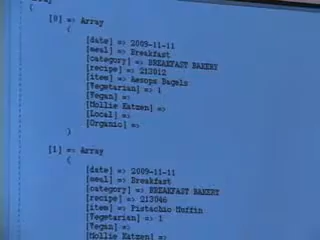 (
[0] => Array
(
[date] => 2009-11-11
[meal] => Breakfast
[category] => BREAKFAST BAKERY
[recipe] => 213012
[item] => Aesops Bagels
[Vegetarian] => 1
[Vegan] =>
[Mollie Katzen] =>
[Local] =>
[Organic] =>
)
[1] => Array
(
[date] => 2009-11-11
[meal] => Breakfast
[category] => BREAKFAST BAKERY
[recipe] => 213046
[item] => Pistachio Muffin
[Vegetarian] => 1
[Vegan] =>
[Mollie Katzen] =>